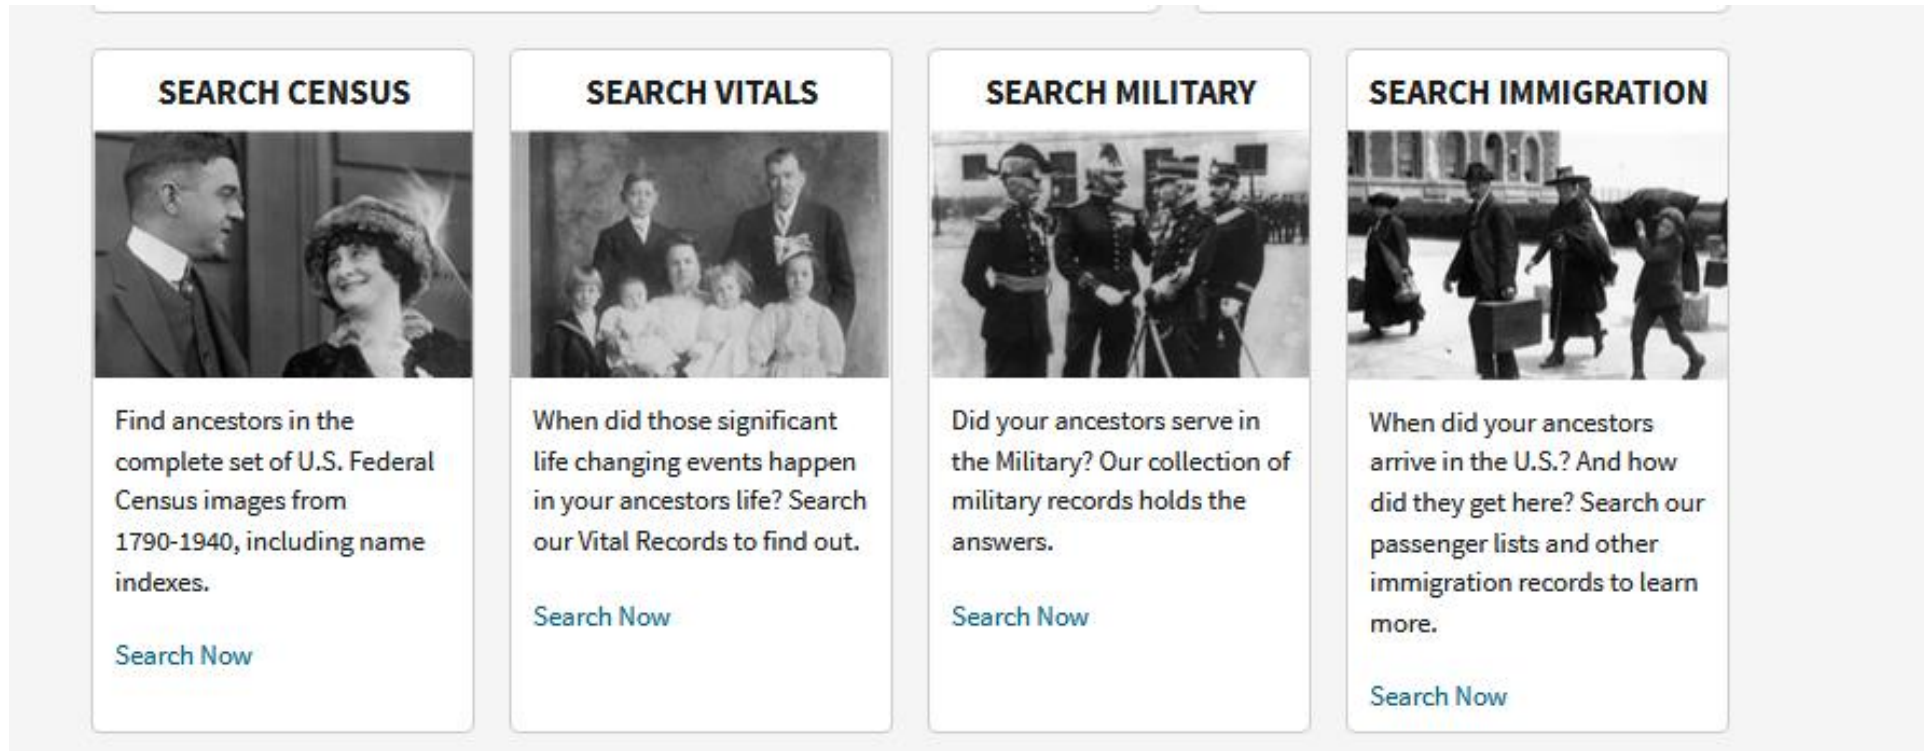 SEARCH CENSUS
Find ancestors in the
complete set of U.S. Federal
Census images from
1790-1940, including name
indexes.
Search Now
SEARCH VITALS
When did those significant
life changing events happen
in your ancestors life? Search
our Vital Records to find out.
Search Now
SEARCH MILITARY
Did your ancestors serve in
the Military? Our collection of
military records holds the
answers.
Search Now
SEARCH IMMIGRATION
When did your ancestors
arrive in the U.S.? And how
did they get here? Search our
passenger lists and other
immigration records to learn
more.
Search Now